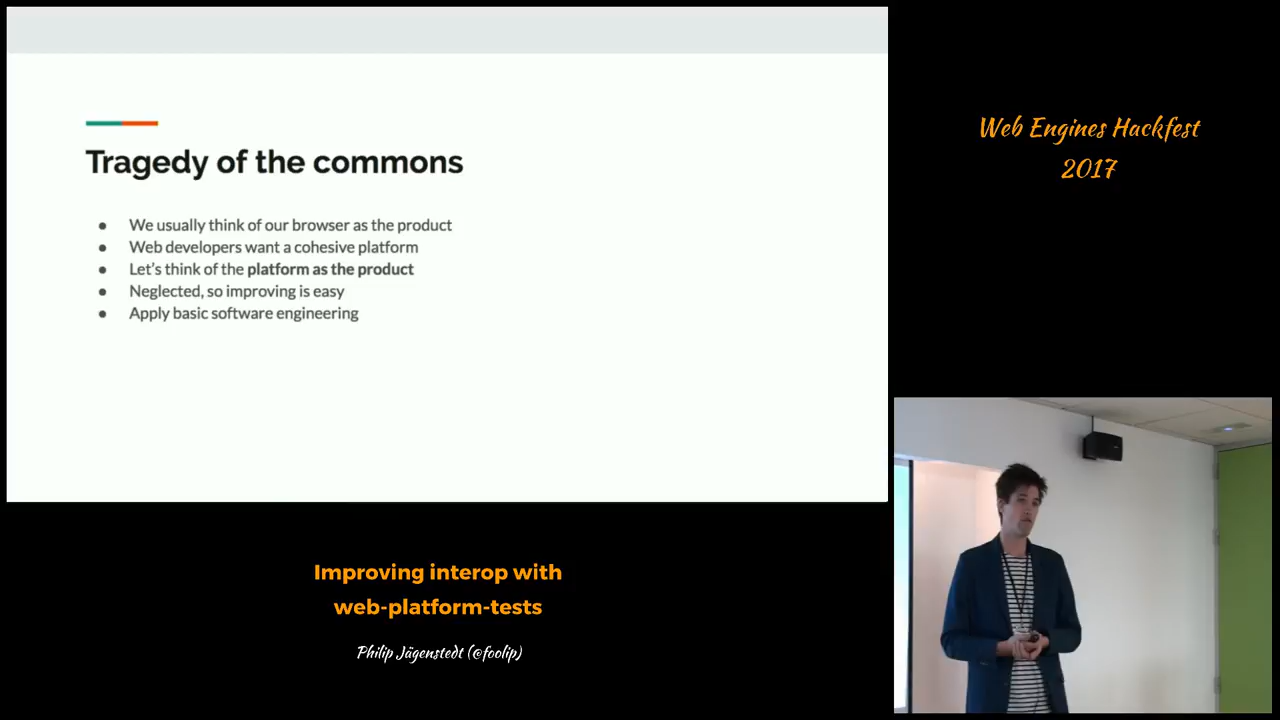 Tragedy of the commons
● We usually think of our browser as the product
● Web developers want a cohesive platform
● Let's think of the platform as the product
● Neglected, so improving is easy
● Apply basic software engineering
Web Engines Hackfest
2017
Improving interop with
web-platform-tests
Philip Jägenstedt (@foolip)